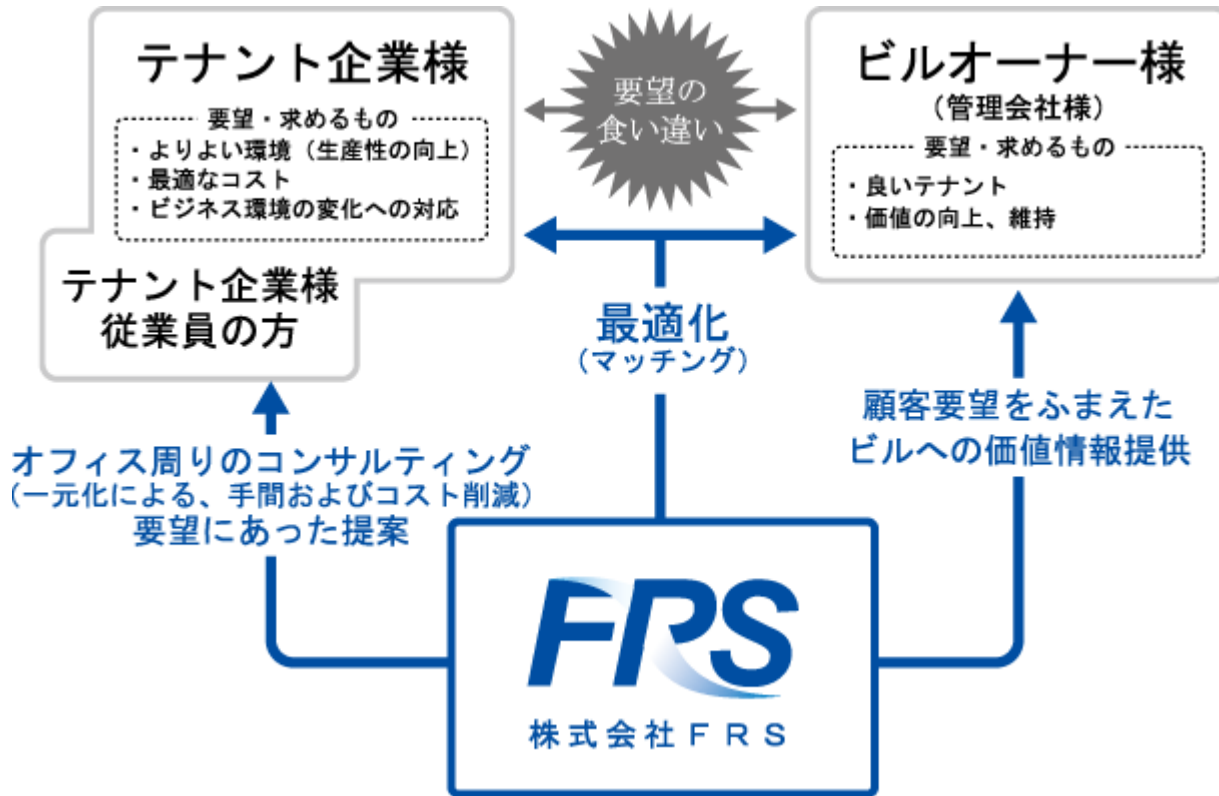 テナント企業様
要望・求めるもの
・よりよい環境（生産性の向上）
・最適なコスト
・ビジネス環境の変化への対応
テナント企業様
従業員の方
要望の
食い違い
ビルオーナー様
（管理会社様）
要望・求めるもの
・良いテナント
・価値の向上、維持
最適化
（マッチング）
オフィス周りのコンサルティング
（一元化による、手間およびコスト削減）
要望にあった提案
顧客要望をふまえた
ビルへの価値情報提供
FRS
株式会社ＦＲＳ